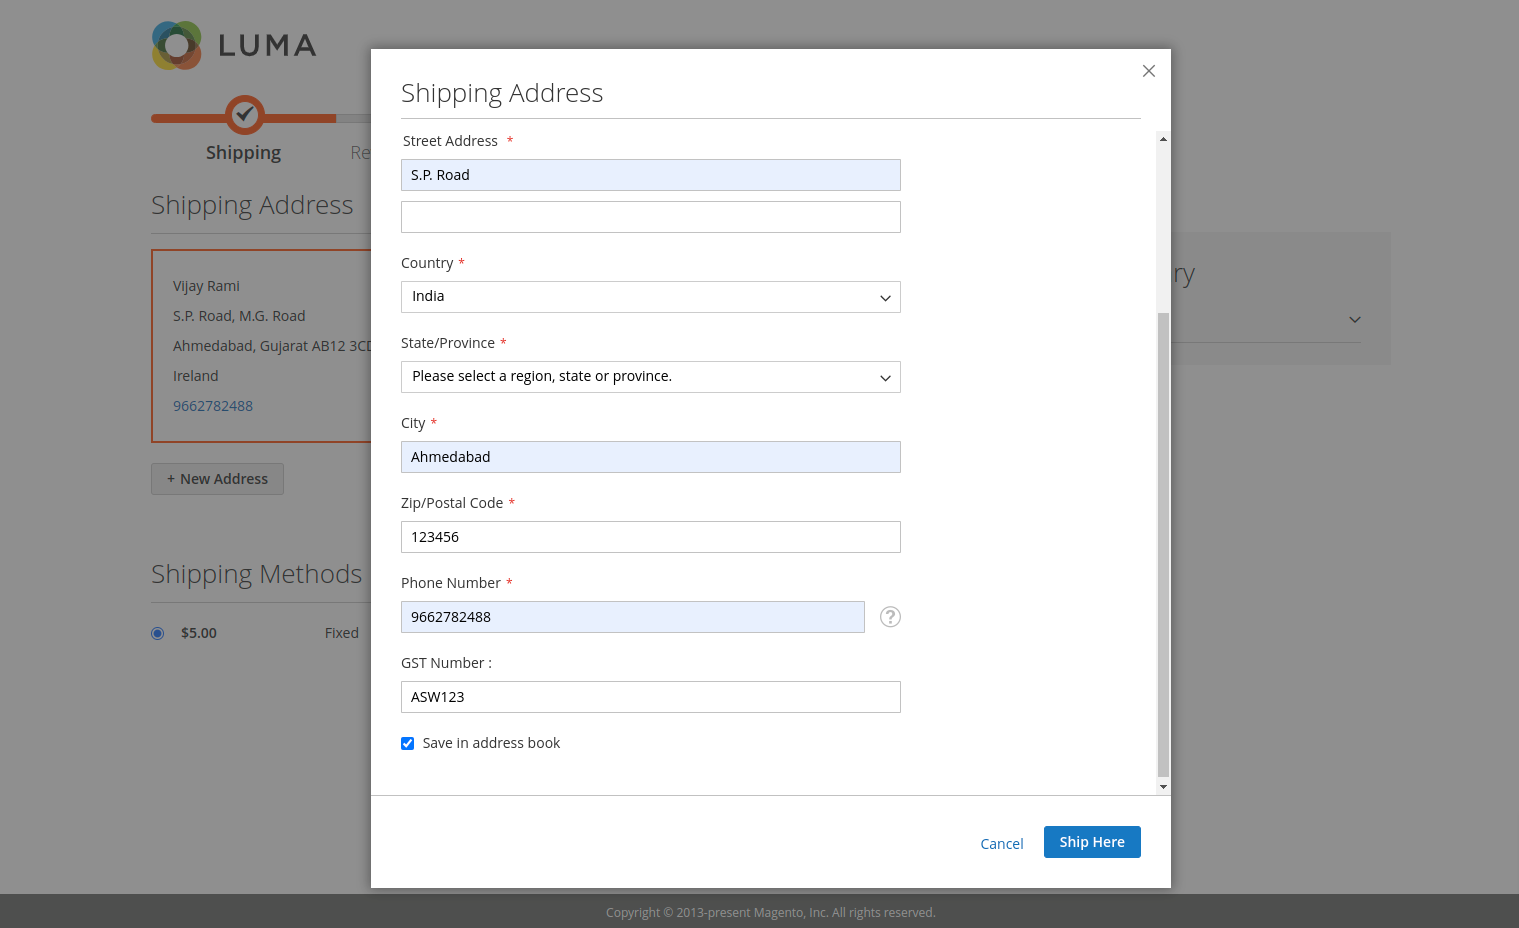 LUMA
Shipping
Re
Shipping Address
Vijay Rami
S.P. Road, M.G. Road
Ahmedabad, Gujarat AB12 3CD
Ireland
9662782488
+ New Address
Shipping Methods
$5.00 Fixed
Shipping Address
Street Address *
S.P. Road
Country *
India
State/Province *
Please select a region, state or province.
City *
Ahmedabad
Zip/Postal Code *
123456
Phone Number *
9662782488
?
GST Number :
ASW123
Save in address book
Cancel
Ship Here
ry
Copyright © 2013-present Magento, Inc. All rights reserved.